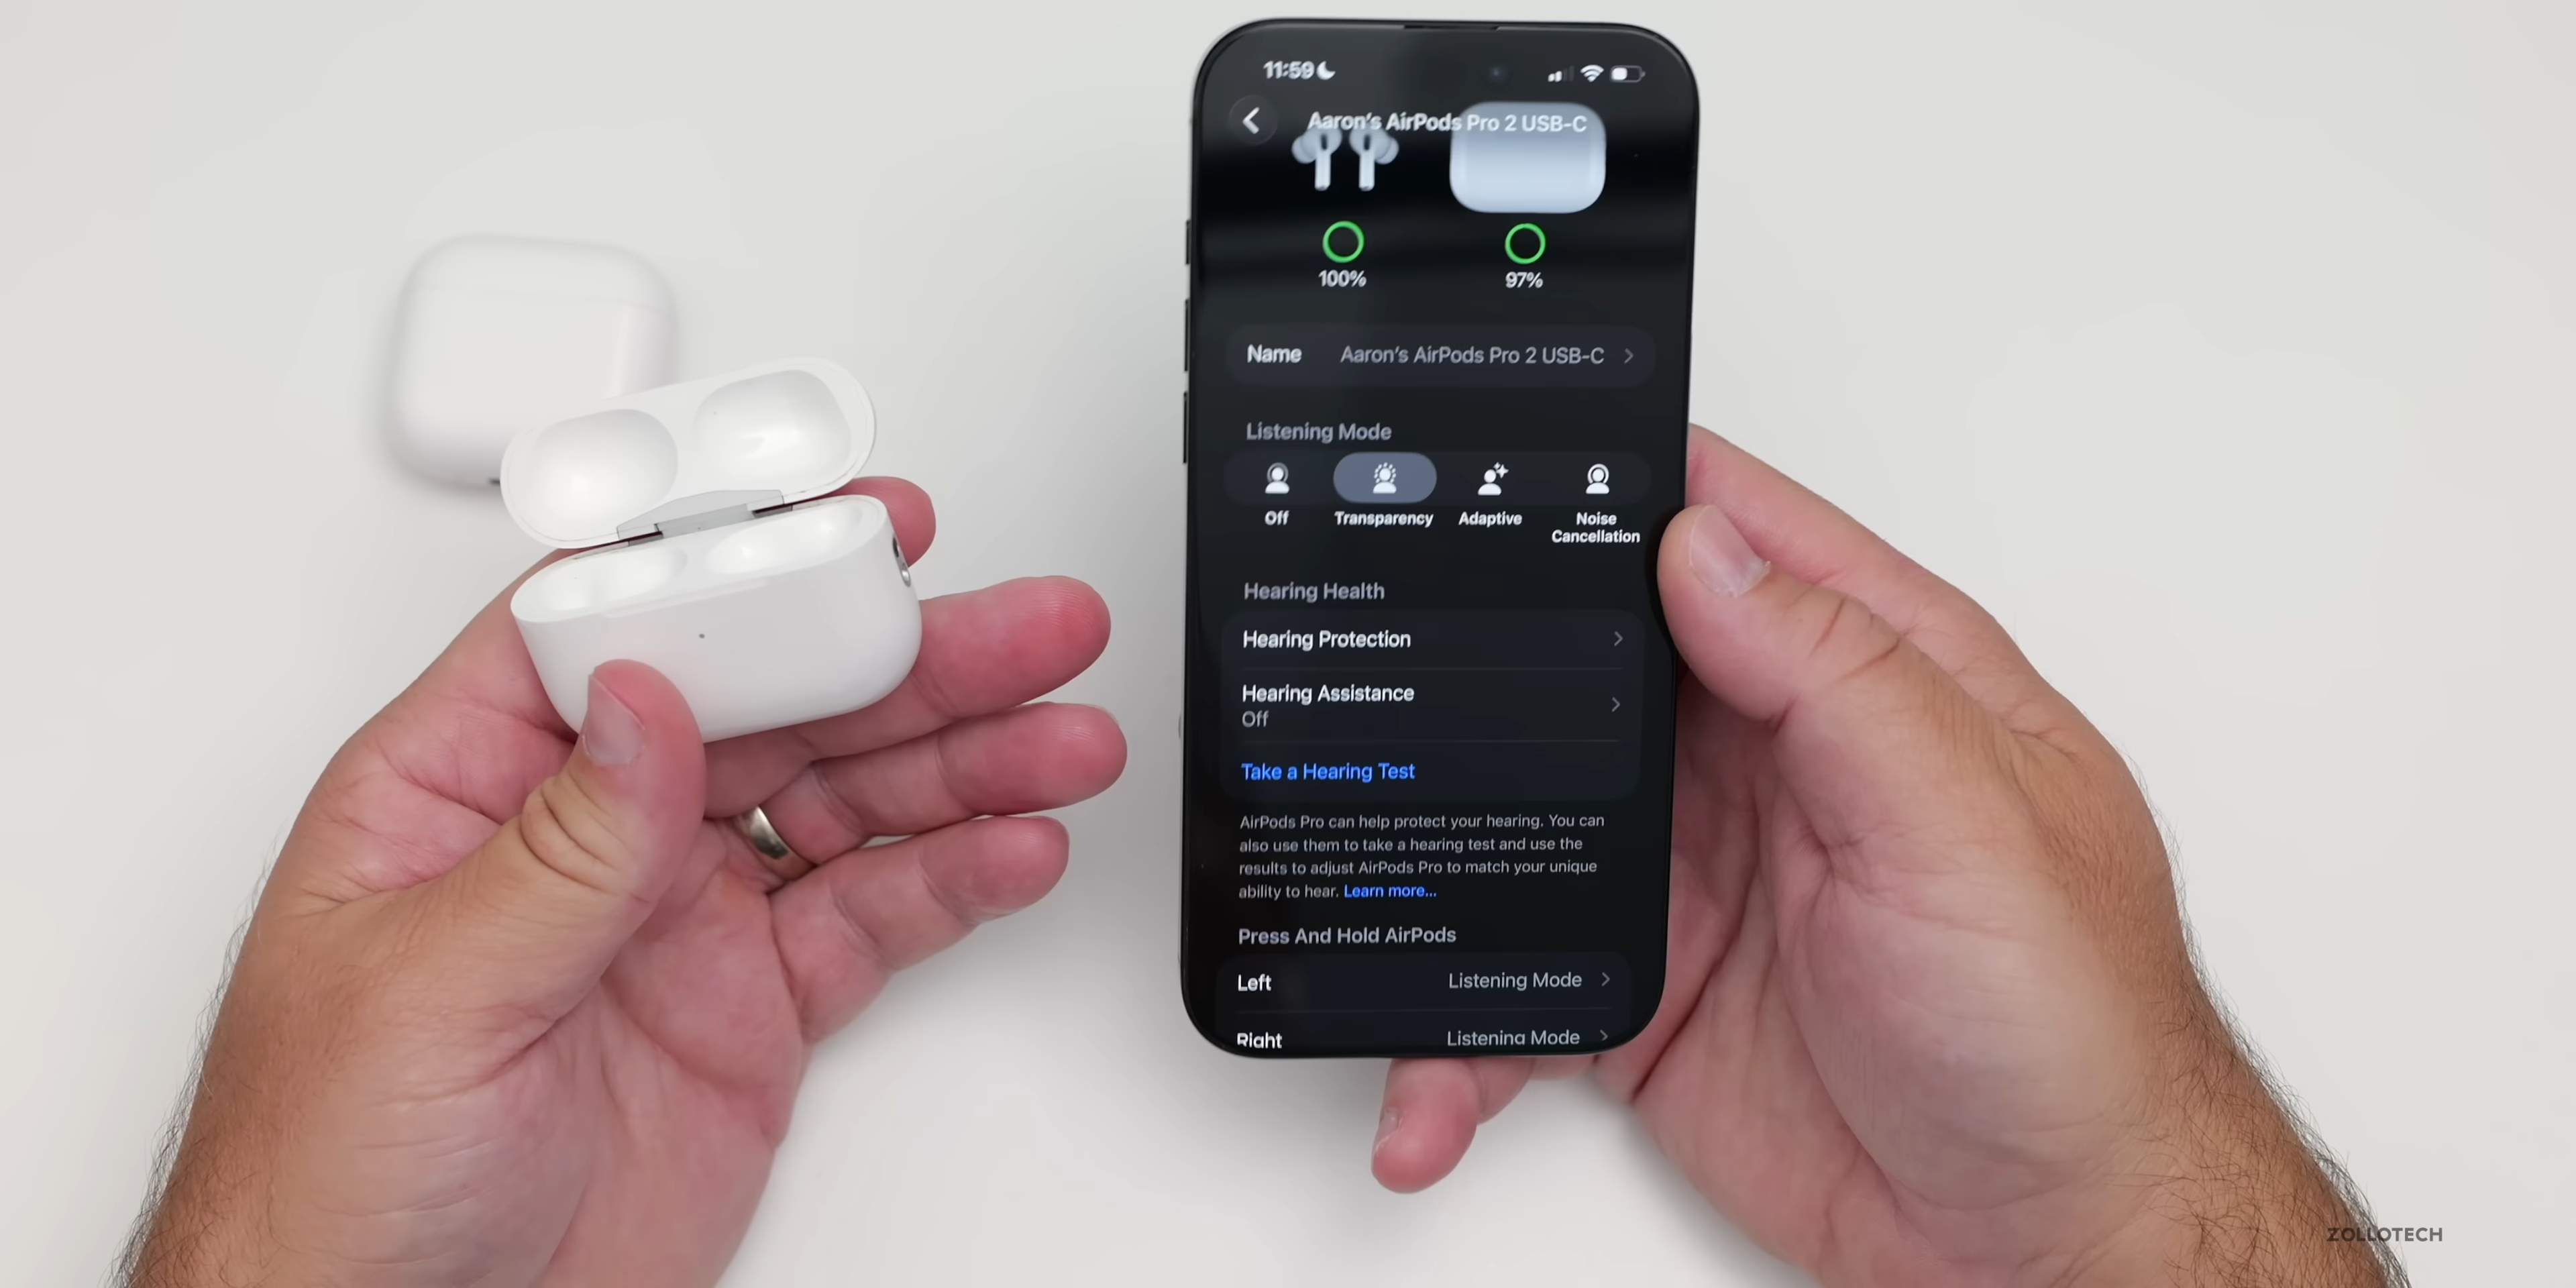 11:59
Aaron's AirPods Pro 2 USB-C
100%
97%
Name
Aaron's AirPods Pro 2 USB-C
Listening Mode
Off
Transparency
Adaptive
Noise
Cancellation
Hearing Health
Hearing Protection
Hearing Assistance
Off
Take a Hearing Test
AirPods Pro can help protect your hearing. You can
also use them to take a hearing test and use the
results to adjust AirPods Pro to match your unique
ability to hear. Learn more...
Press And Hold AirPods
Left
Listening Mode
Right
Listening Mode
ZOLLOTECH